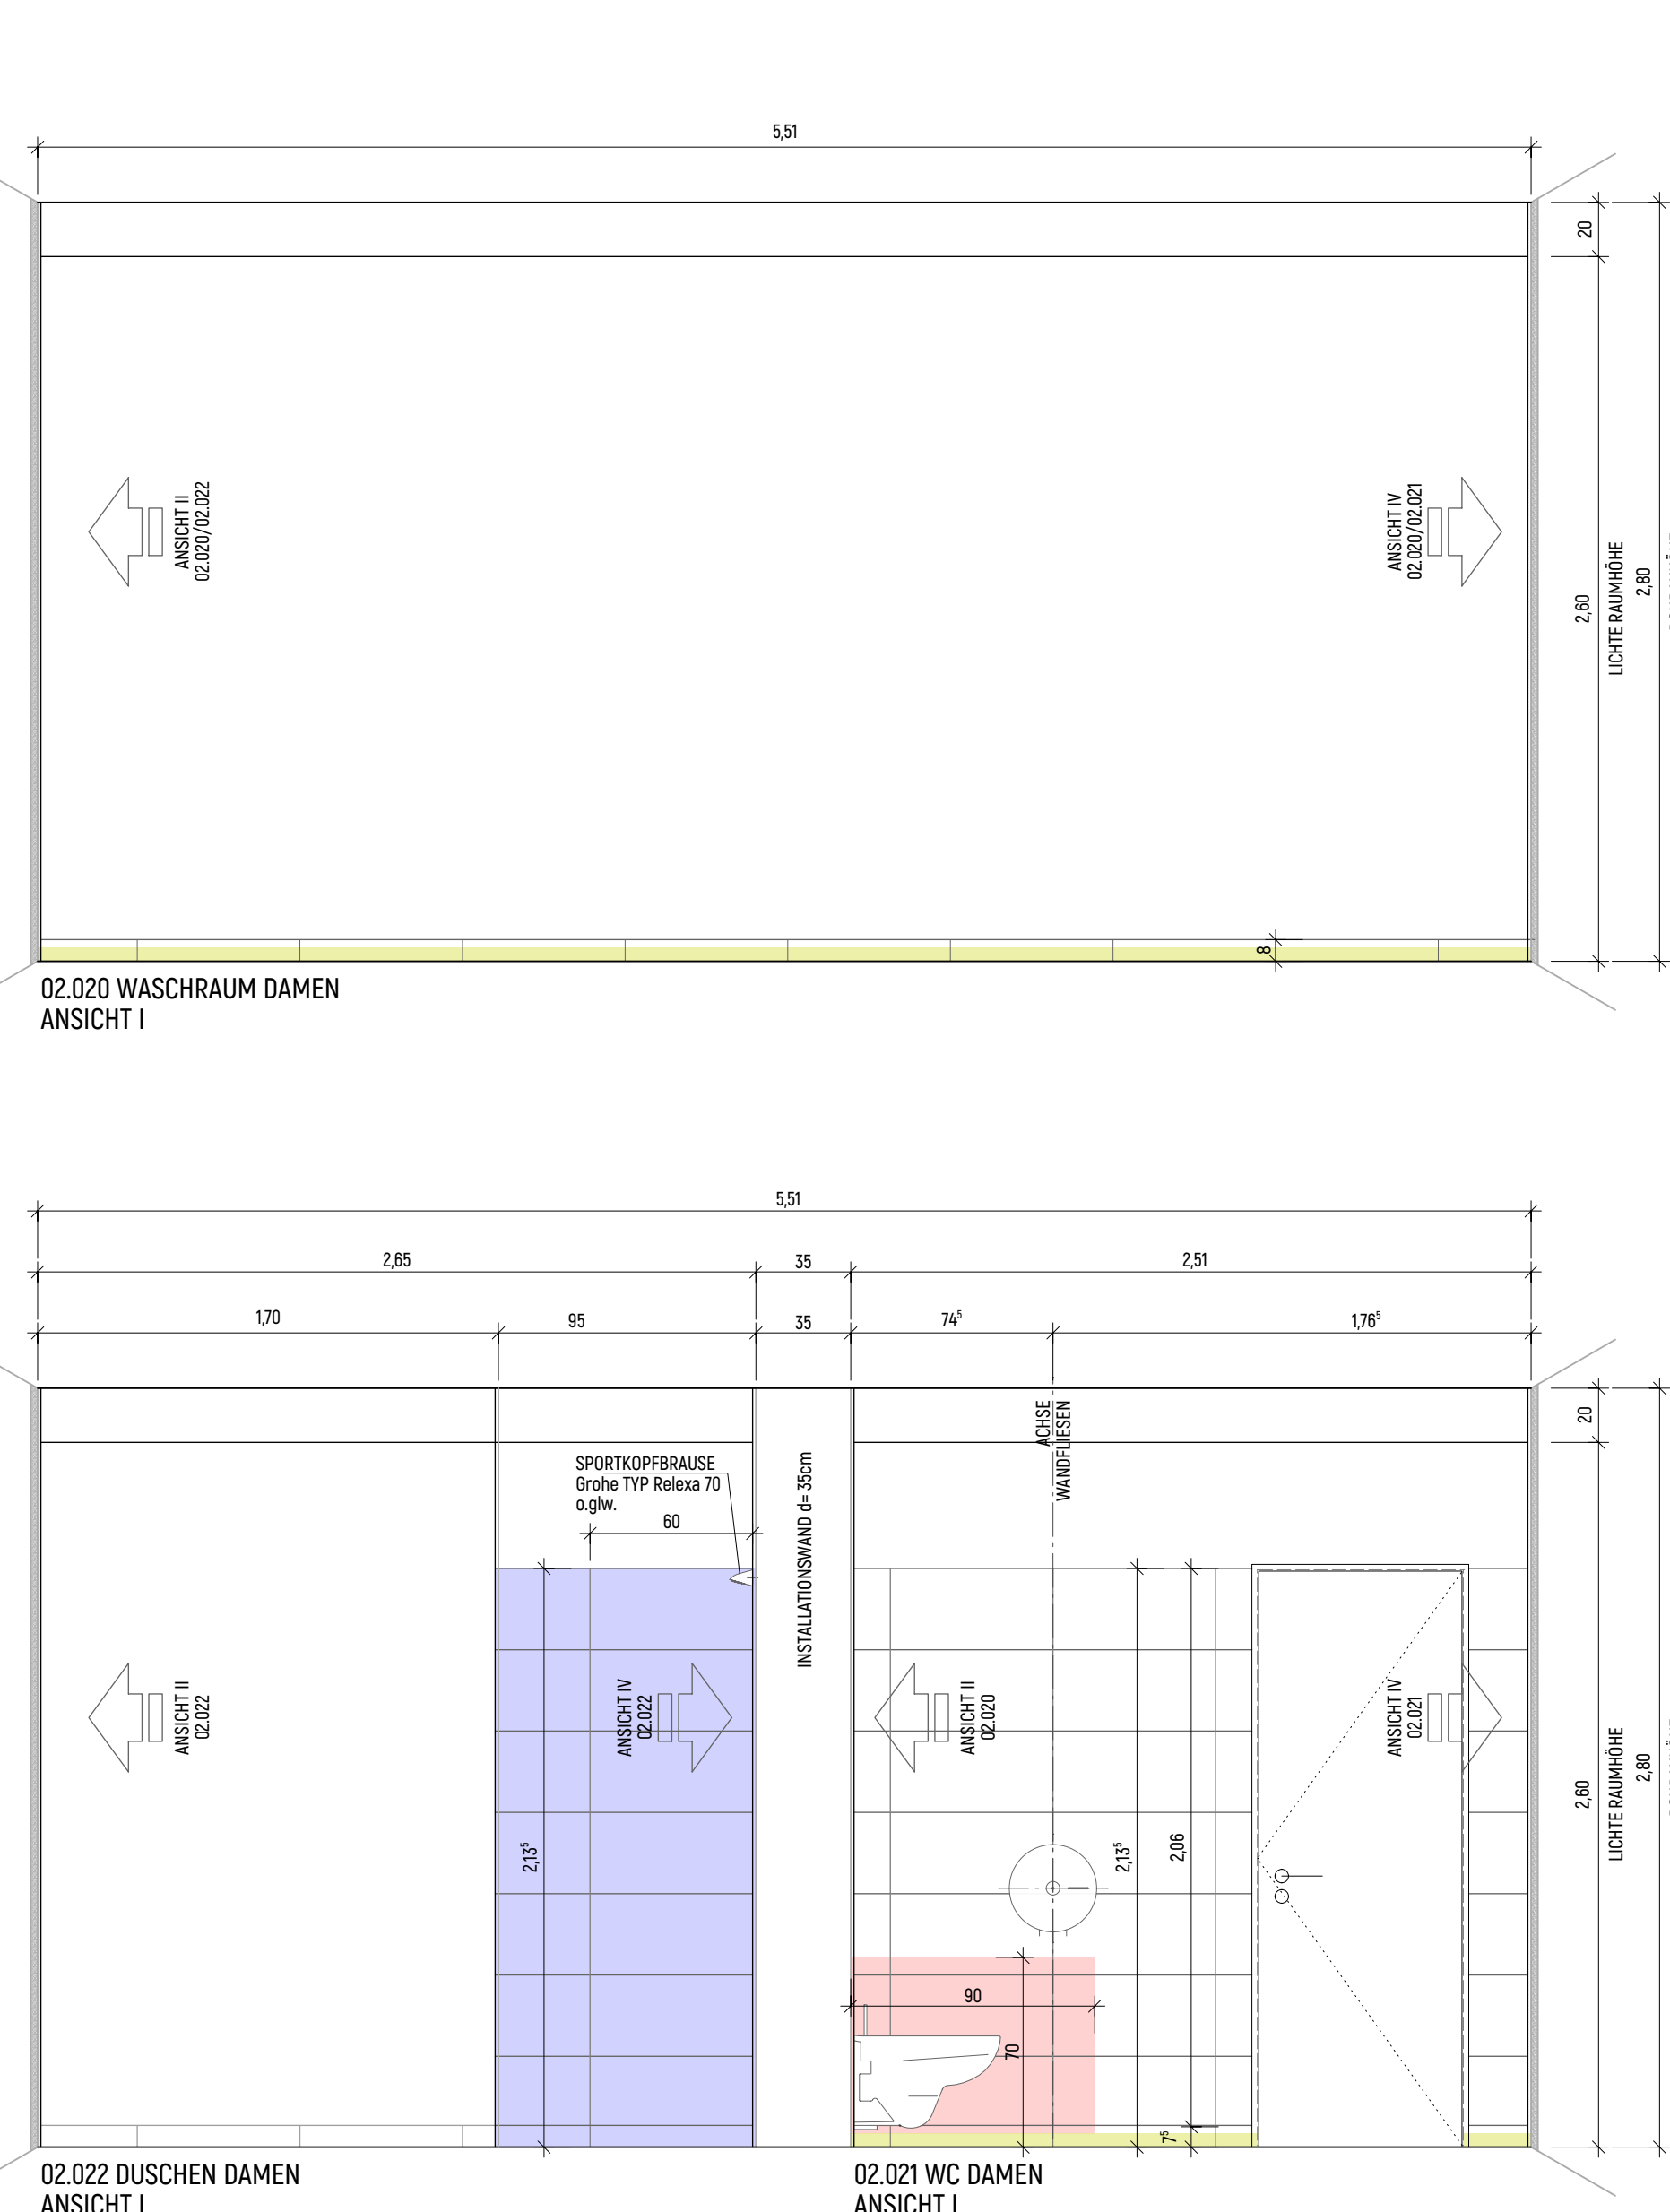 5,51
20
ANSICHT II
02.020/02.022
ANSICHT IV
02.020/02.021
2,60
LICHTE RAUMHÖHE
2,80
8
02.020 WASCHRAUM DAMEN
ANSICHT I
5,51
2,65
35
2,51
1,70
95
35
74⁵
1,76⁵
20
ACHSE
WANDFLIESEN
SPORTKOPFBRAUSE
Grohe TYP Relexa 70
o.glw.
60
INSTALLATIONSWAND d= 35cm
ANSICHT II
02.022
ANSICHT IV
02.022
ANSICHT II
02.020
ANSICHT IV
02.021
2,60
LICHTE RAUMHÖHE
2,80
2,13⁵
2,13⁵
2,06
90
70
7⁵
02.022 DUSCHEN DAMEN
ANSICHT I
02.021 WC DAMEN
ANSICHT I